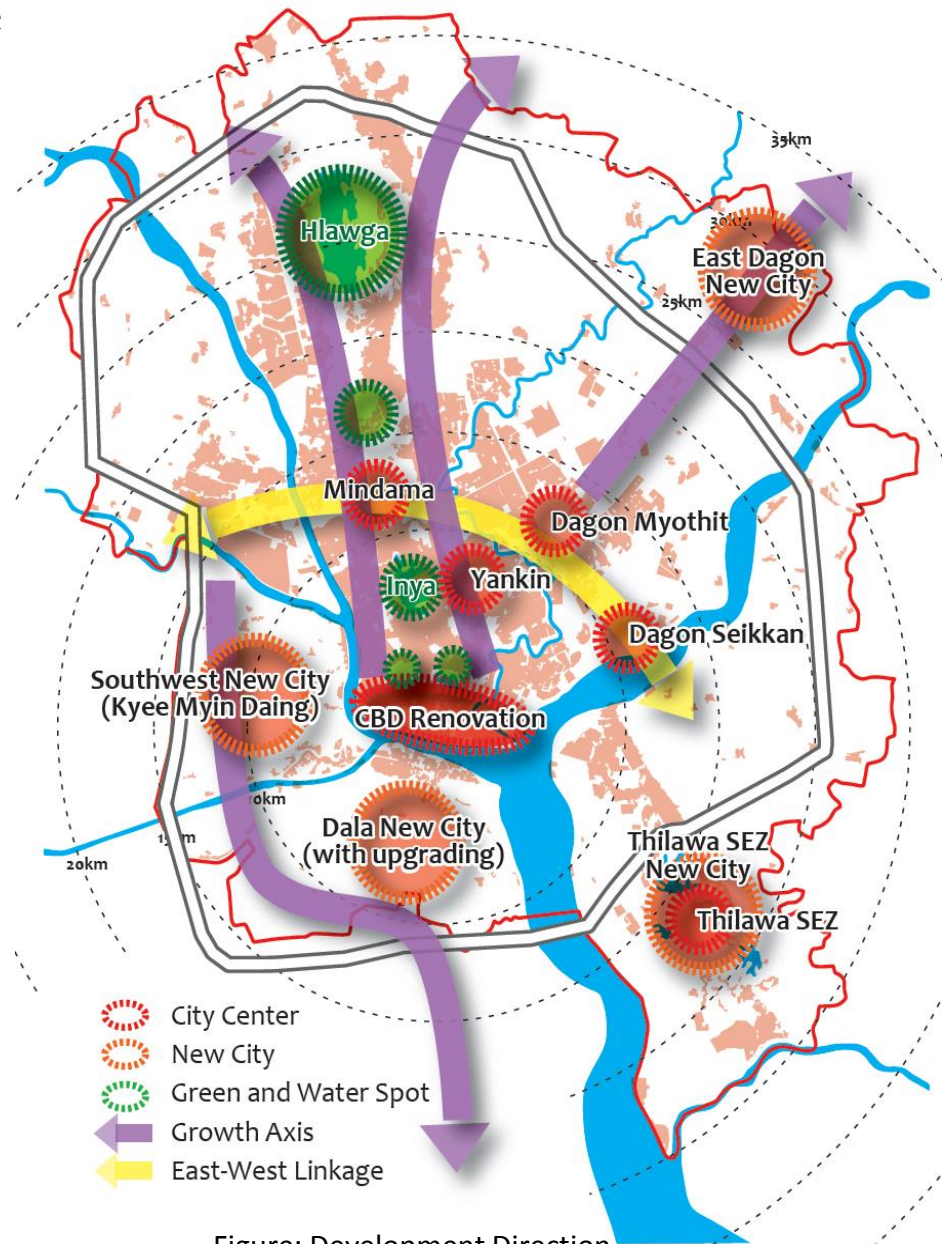 35km
30km
Hlawga
East Dagon
New City
25km
Mindama
Dagon Myothit
Inya
Yankin
Dagon Seikkan
Southwest New City
(Kyee Myin Daing)
CBD Renovation
10km
15km
20km
Dala New City
(with upgrading)
Thilawa SEZ
New City
Thilawa SEZ
City Center
New City
Green and Water Spot
Growth Axis
East-West Linkage
Figure: Development Direction